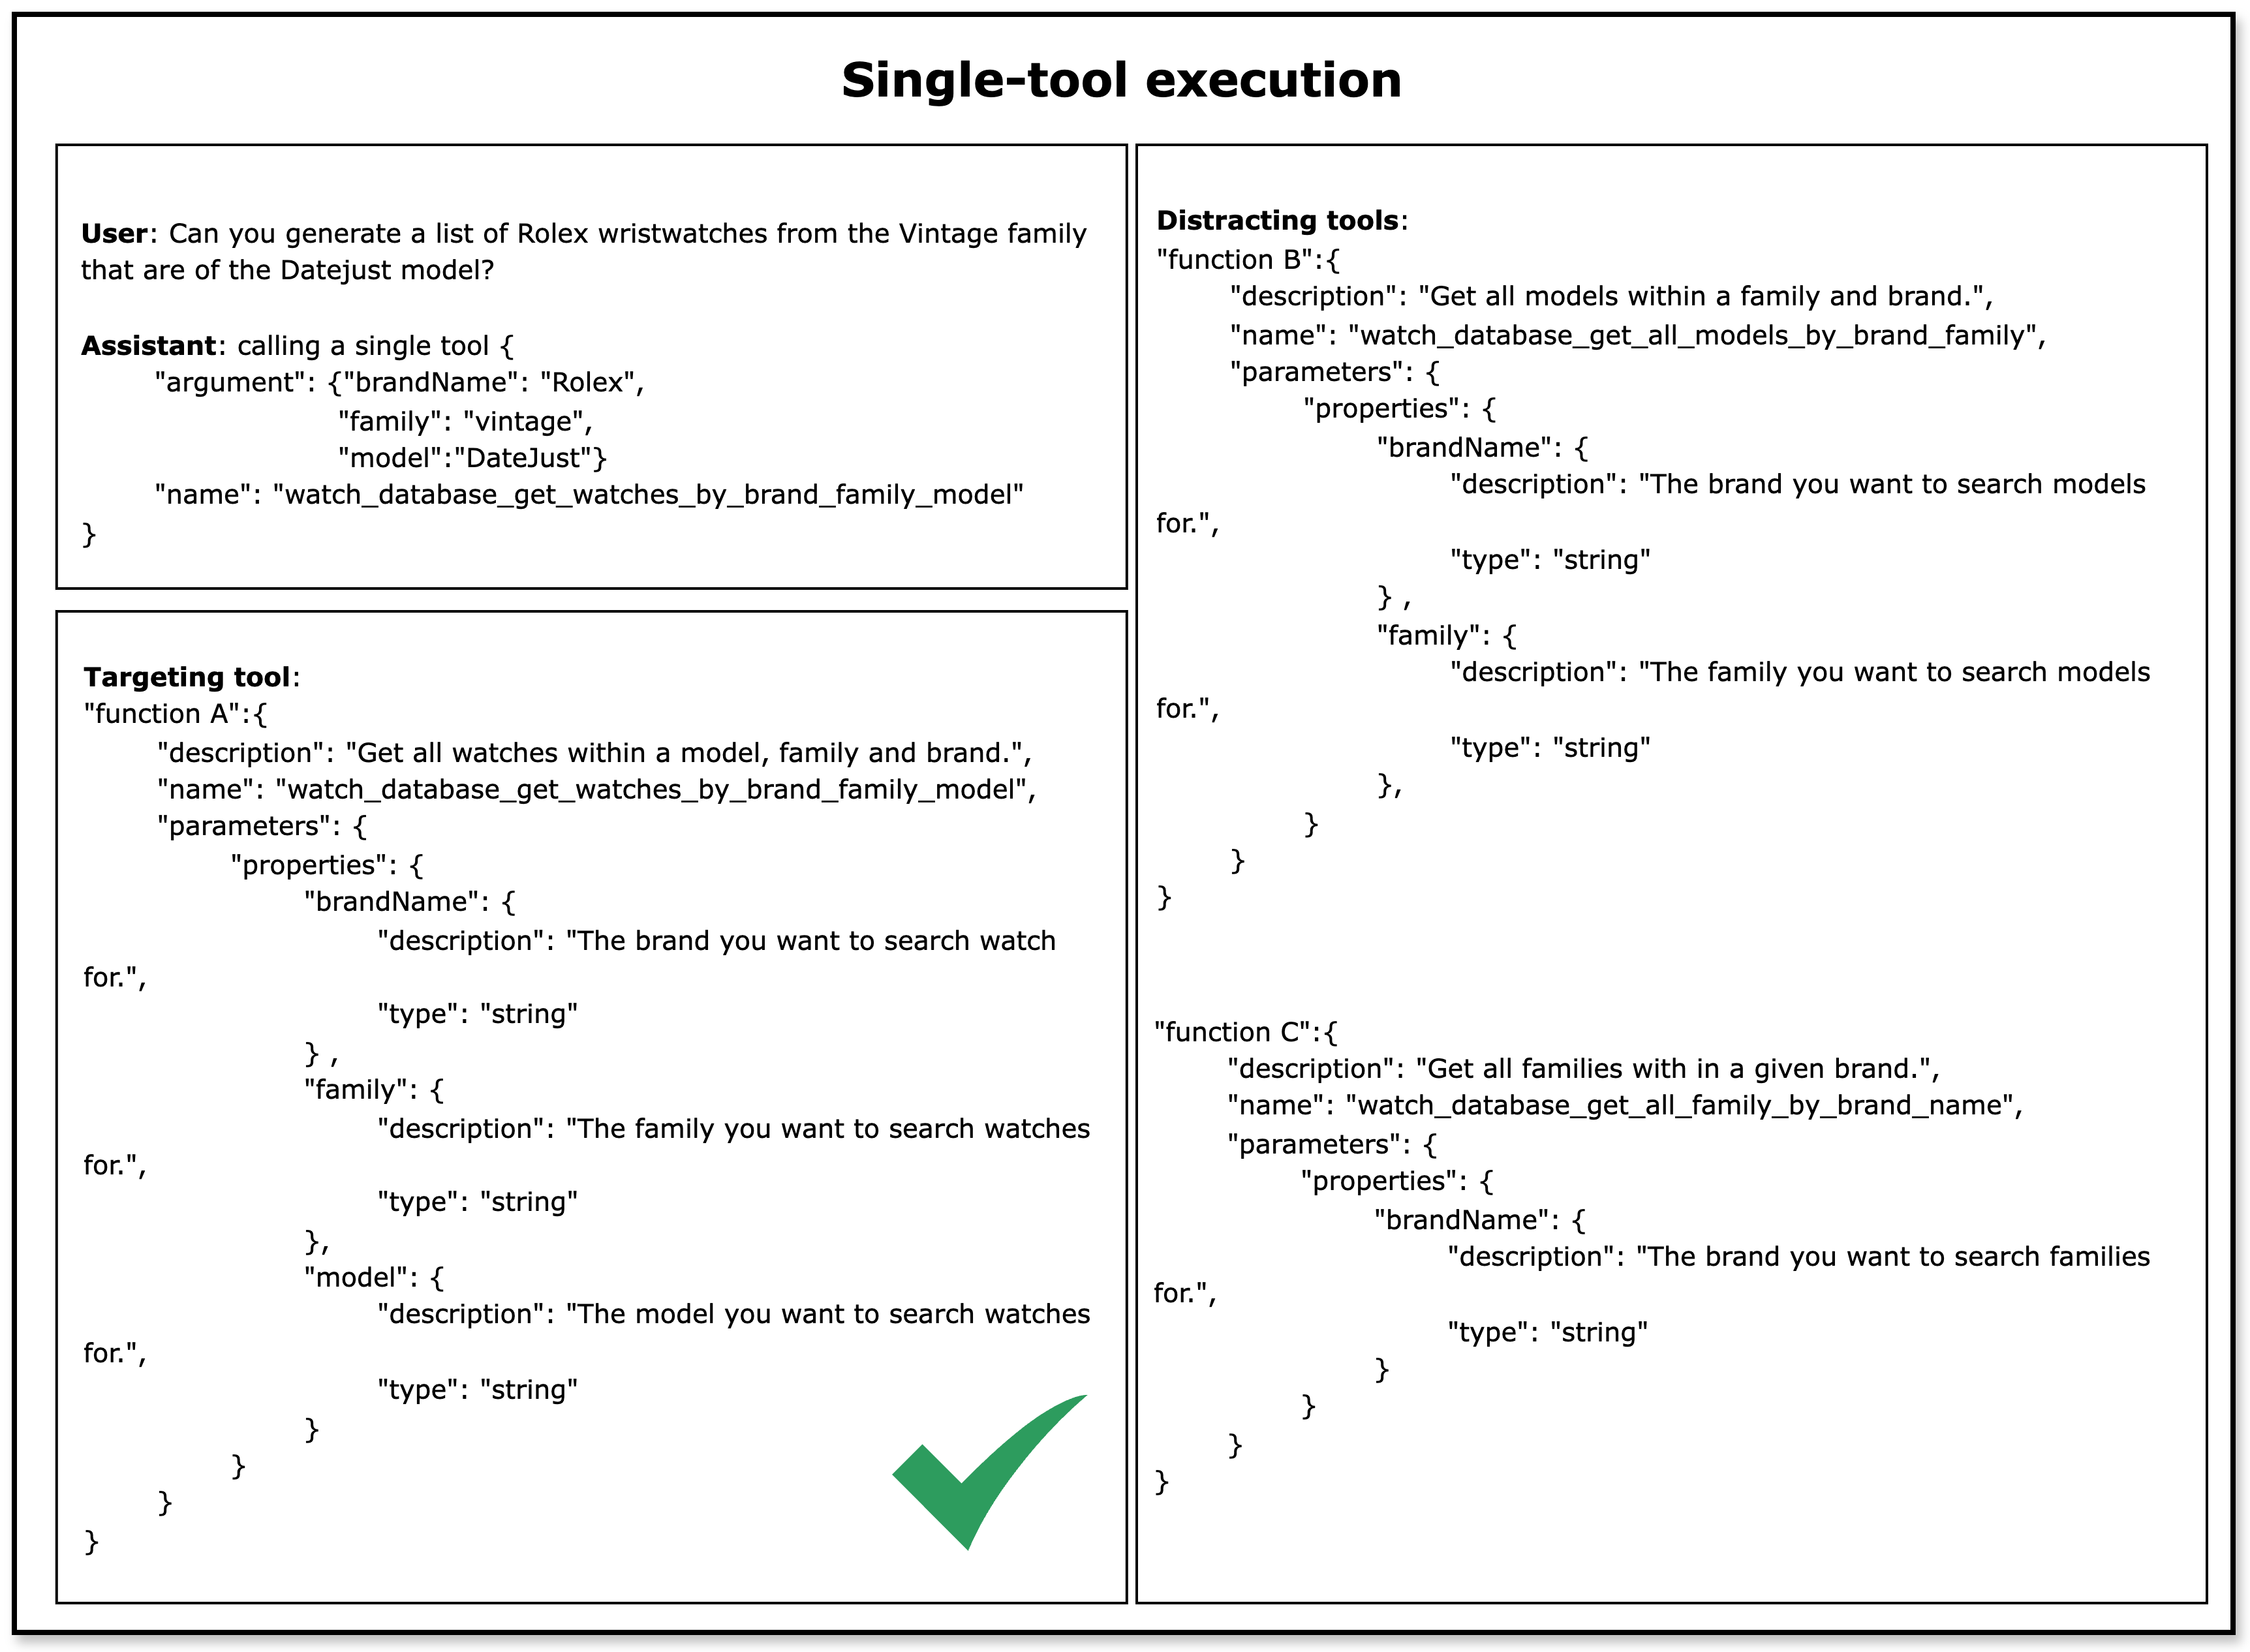 Single-tool execution
User: Can you generate a list of Rolex wristwatches from the Vintage family
that are of the Datejust model?
Assistant: calling a single tool {
"argument": {"brandName": "Rolex",
"family": "vintage",
"model":"DateJust"}
"name": "watch_database_get_watches_by_brand_family_model"
}
Targeting tool:
"function A":{
"description": "Get all watches within a model, family and brand.",
"name": "watch_database_get_watches_by_brand_family_model",
"parameters": {
"properties": {
"brandName": {
"description": "The brand you want to search watch
for.",
"type": "string"
} ,
"family": {
"description": "The family you want to search watches
for.",
"type": "string"
},
"model": {
"description": "The model you want to search watches
for.",
"type": "string"
}
}
}
}
Distracting tools:
"function B":{
"description": "Get all models within a family and brand.",
"name": "watch_database_get_all_models_by_brand_family",
"parameters": {
"properties": {
"brandName": {
"description": "The brand you want to search models
for.",
"type": "string"
} ,
"family": {
"description": "The family you want to search models
for.",
"type": "string"
},
}
}
}
"function C":{
"description": "Get all families with in a given brand.",
"name": "watch_database_get_all_family_by_brand_name",
"parameters": {
"properties": {
"brandName": {
"description": "The brand you want to search families
for.",
"type": "string"
}
}
}
}